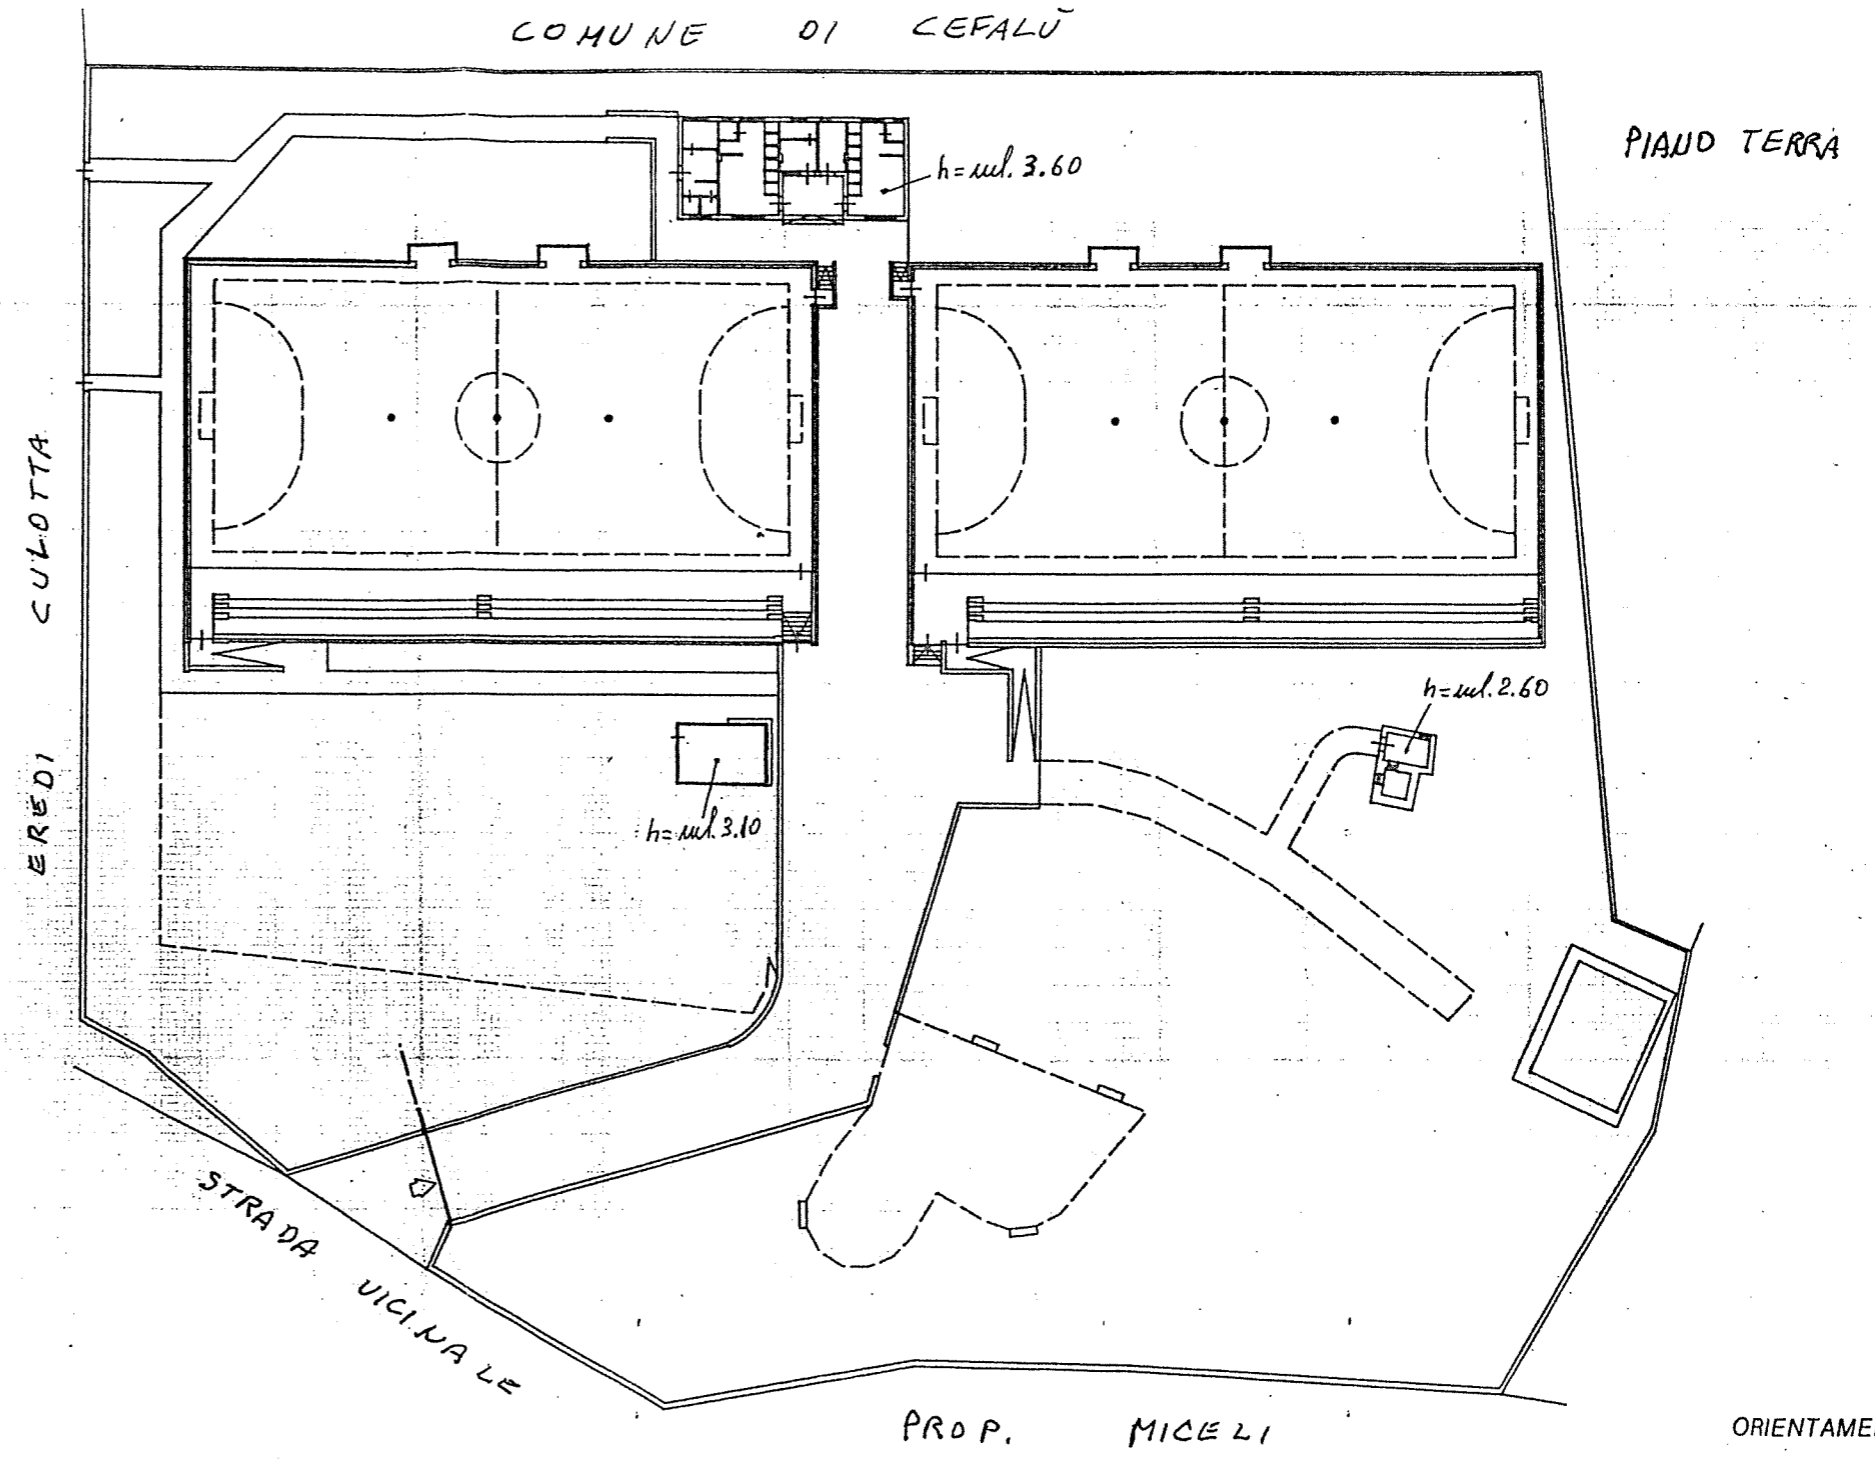 COMUNE DI CEFALÙ
PIANO TERRA
h=ml. 3.60
h=ml. 2.60
h=ml. 3.10
EREDI CULOTTA
STRADA VICINALE
PROP. MICELI
ORIENTAME